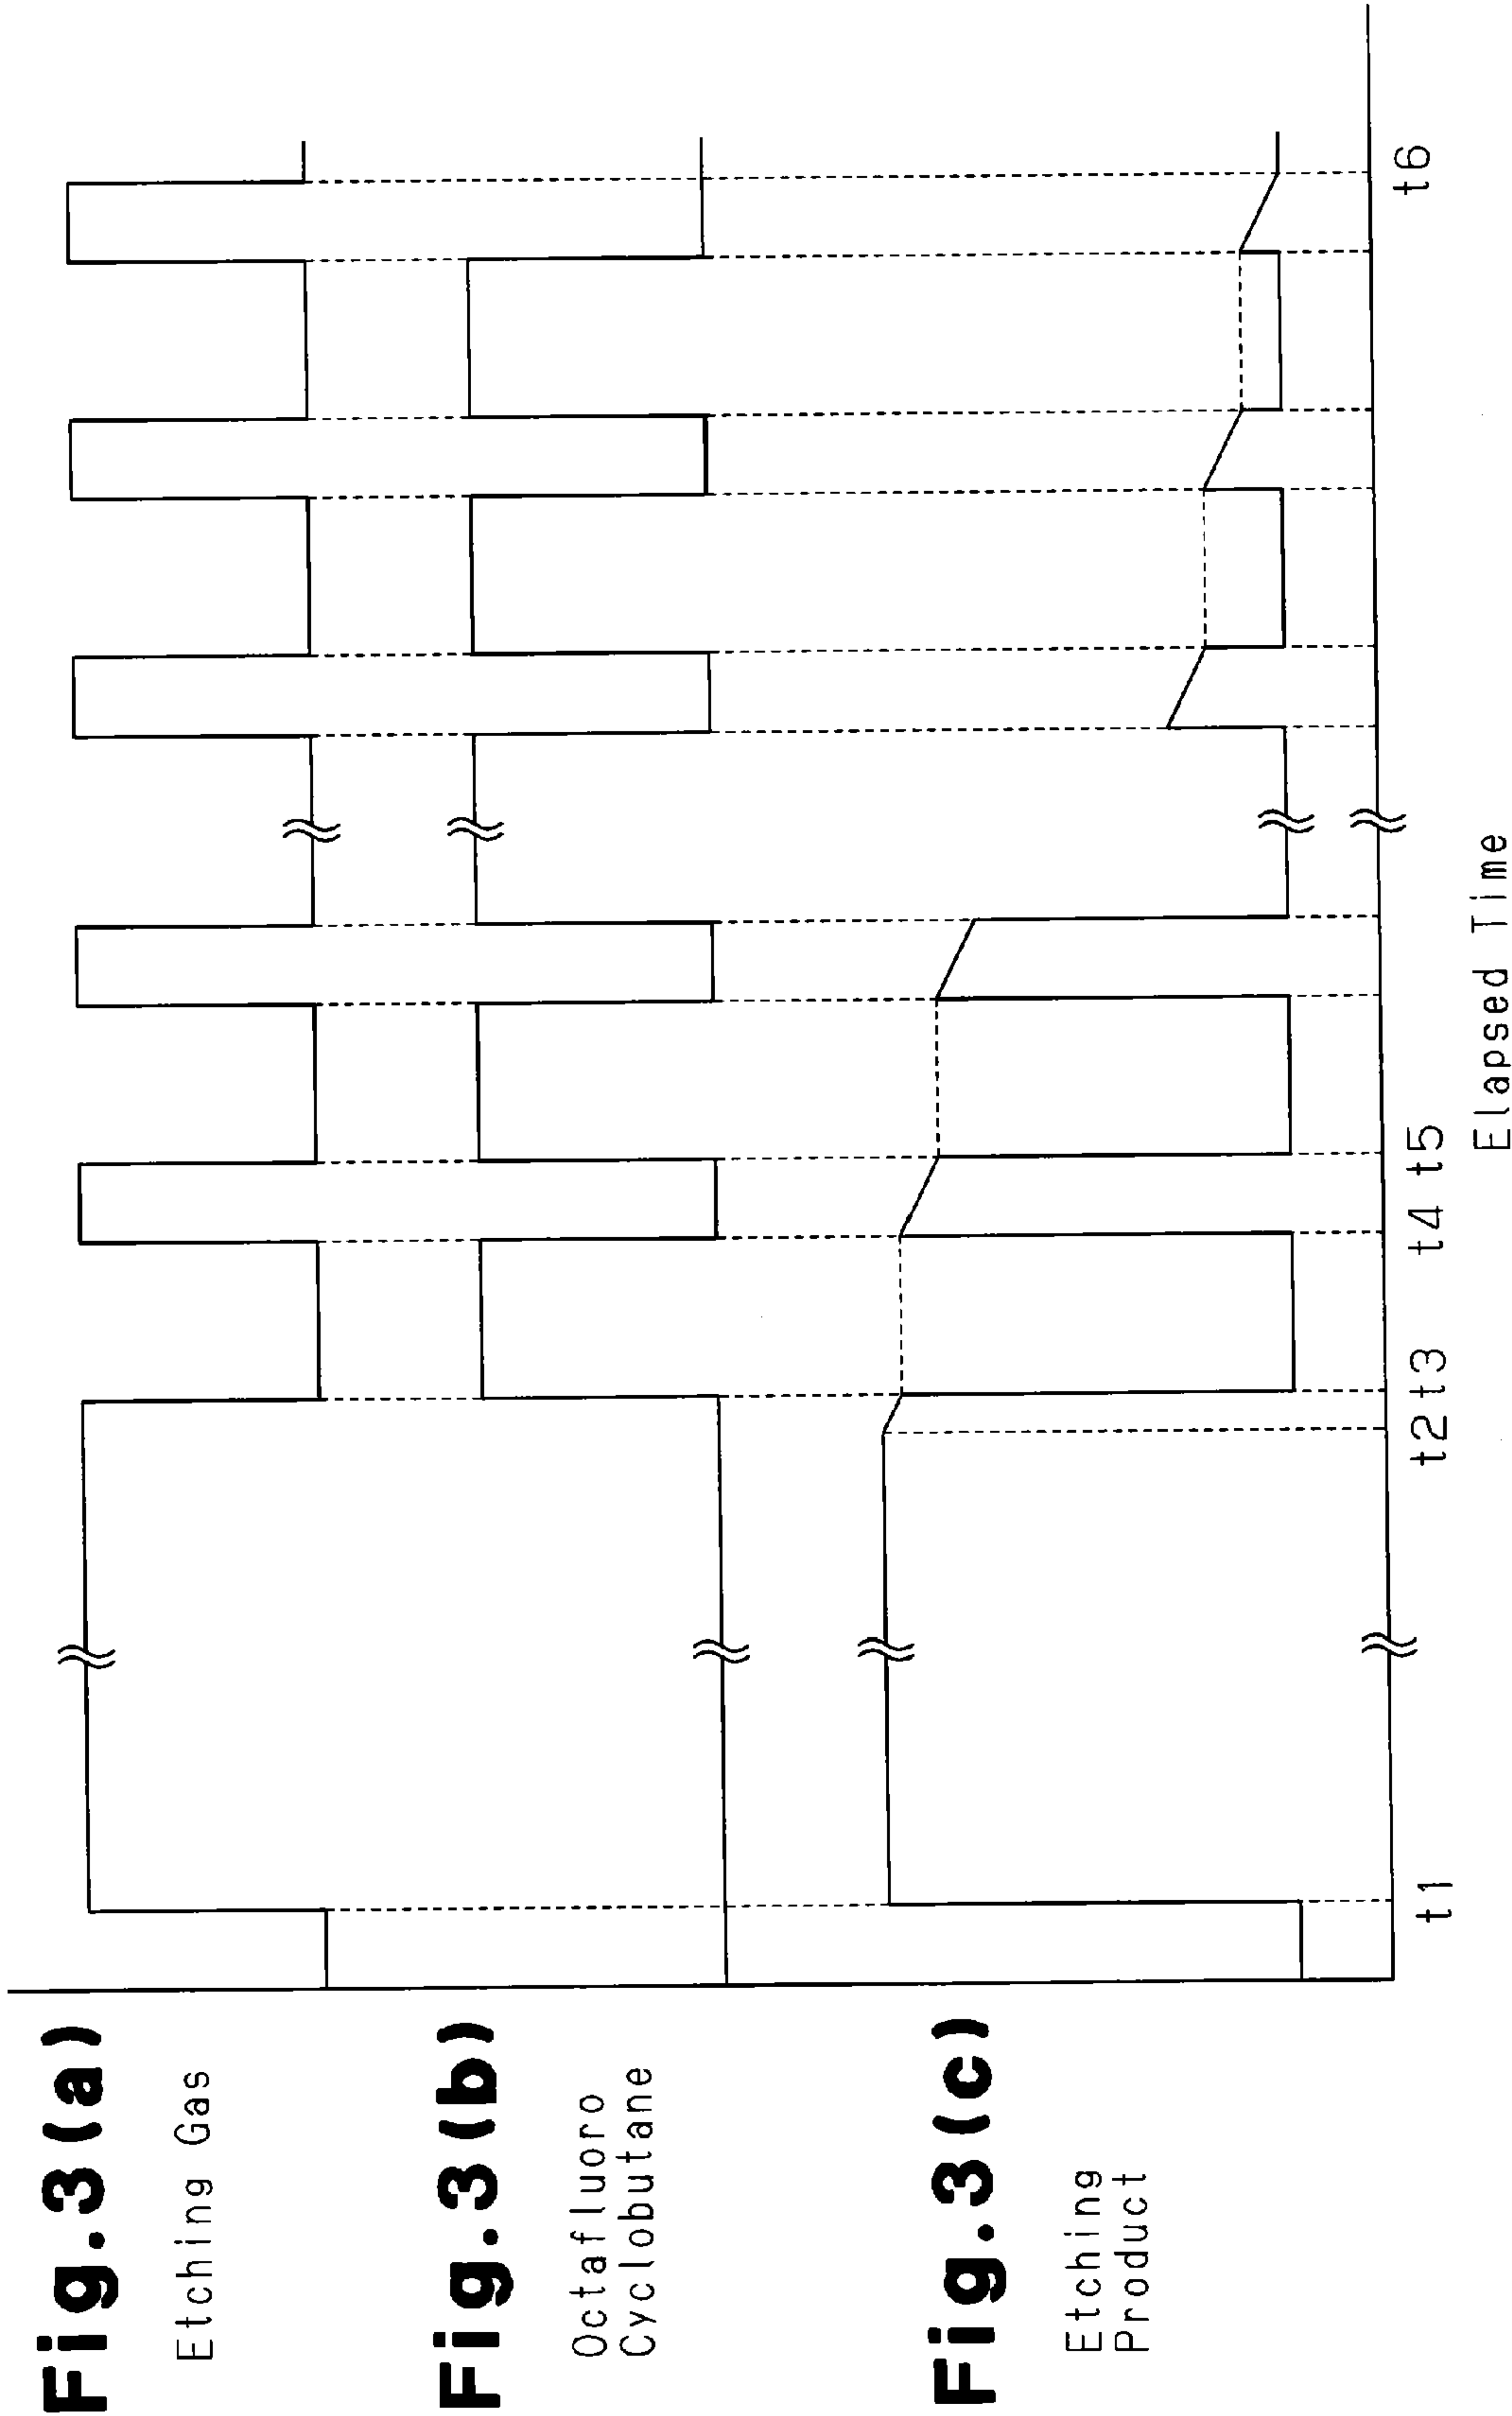 Fig.3(a)
Etching Gas
Fig.3(b)
Octafluoro
Cyclobutane
Fig.3(c)
Etching
Product
t1
t2
t3
t4
t5
t6
Elapsed Time